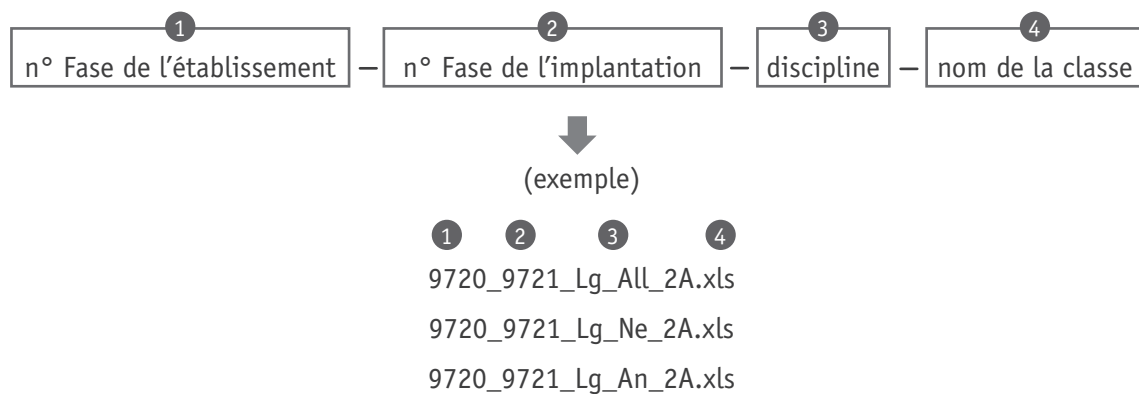 1 2 3 4
n° Fase de l’établissement – n° Fase de l’implantation – discipline – nom de la classe
(exemple)
1 2 3 4
9720_9721_Lg_All_2A.xls
9720_9721_Lg_Ne_2A.xls
9720_9721_Lg_An_2A.xls